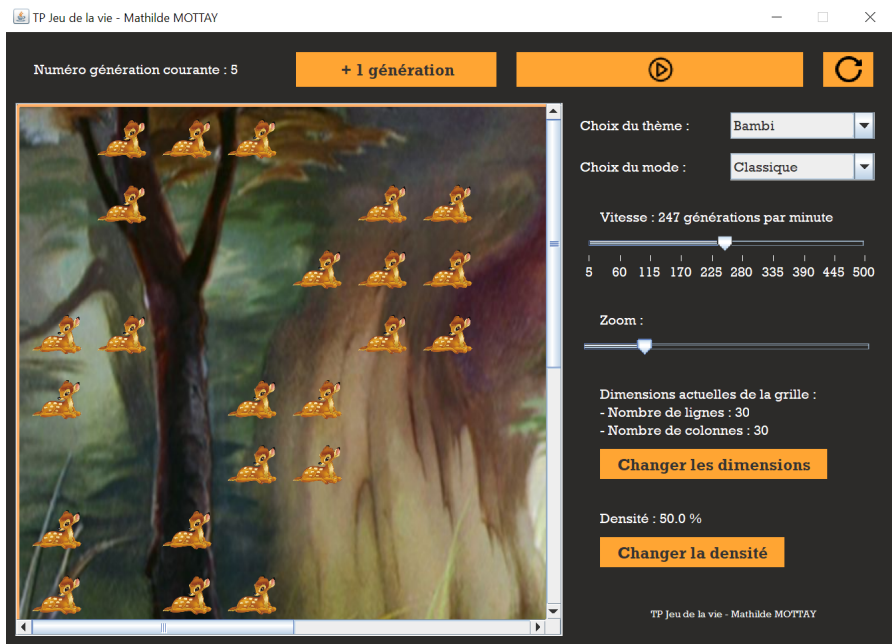 TP Jeu de la vie - Mathilde MOTTAY
Numéro génération courante : 5
+ 1 génération
Choix du thème :
Bambi
Choix du mode :
Classique
Vitesse : 247 générations par minute
5 60 115 170 225 280 335 390 445 500
Zoom :
Dimensions actuelles de la grille :
- Nombre de lignes : 30
- Nombre de colonnes : 30
Changer les dimensions
Densité : 50.0 %
Changer la densité
TP Jeu de la vie - Mathilde MOTTAY